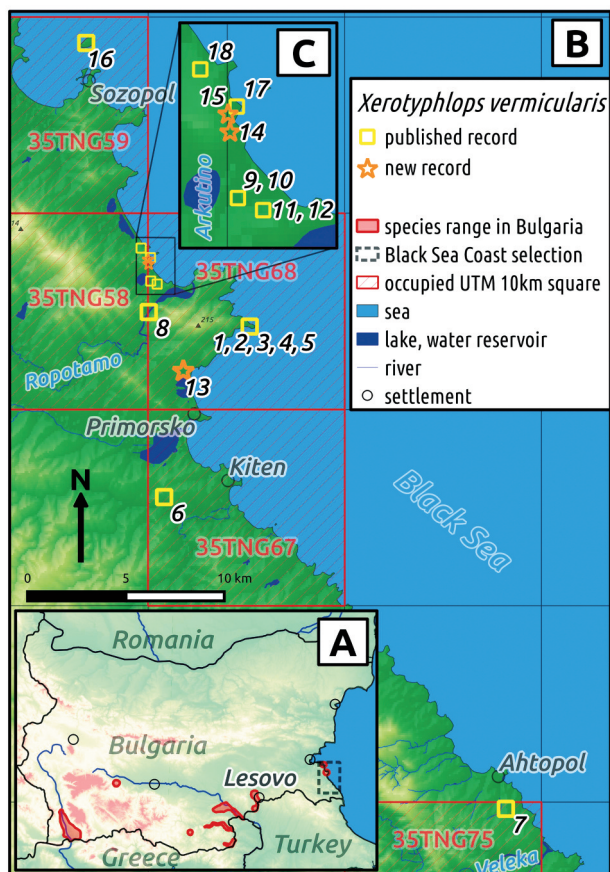 B
Xerotyphlops vermicularis
published record
new record
species range in Bulgaria
Black Sea Coast selection
occupied UTM 10km square
sea
lake, water reservoir
river
settlement
C
18
15
17
14
9, 10
11, 12
Arkutino
16
Sozopol
35TNG59
14
35TNG68
35TNG58
215
8
1, 2, 3, 4, 5
Ropotamo
13
Primorsko
Kiten
N
6
Black Sea
35TNG67
0 5 10 km
A
Romania
Bulgaria
Lesovo
Greece
Turkey
Ahtopol
7
35TNG75
Veleka